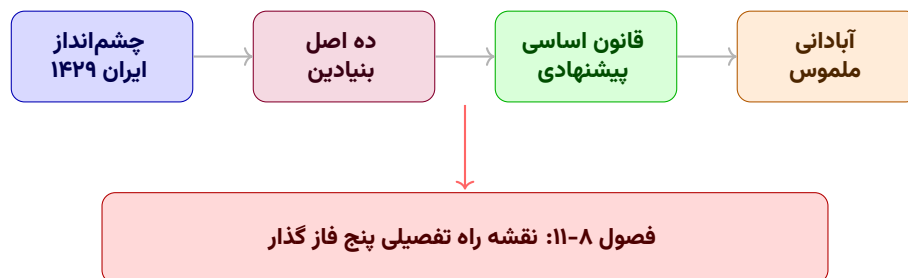 چشم‌انداز
ایران ۱۴۲۹
ده اصل
بنیادین
قانون اساسی
پیشنهادی
آبادانی
ملموس
فصول ۸-۱۱: نقشه راه تفصیلی پنج فاز گذار